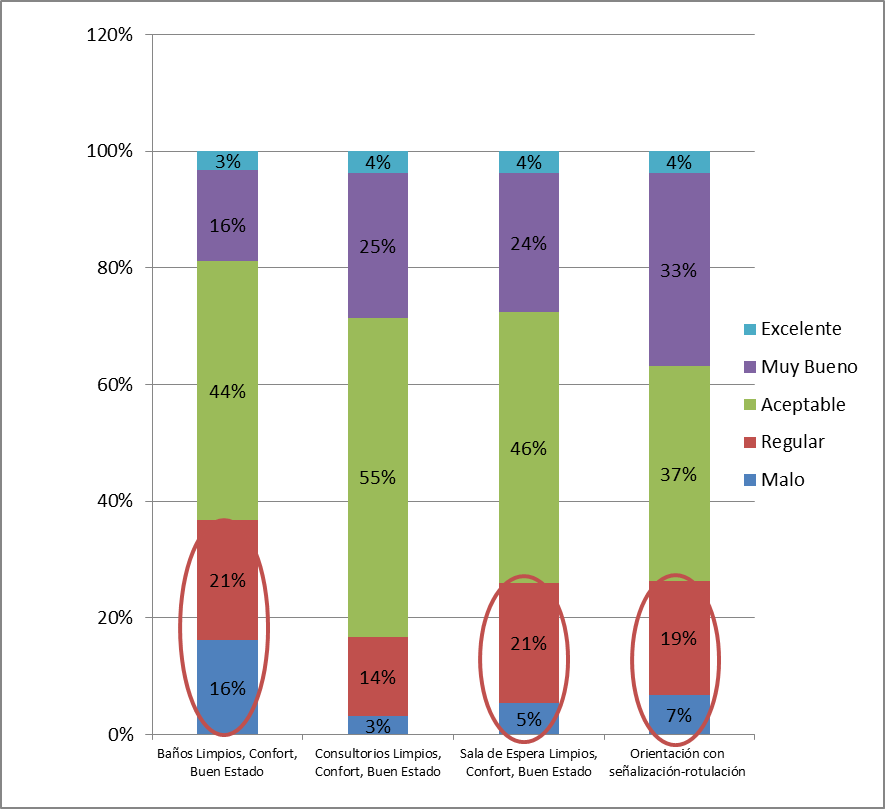 120%
100%
80%
60%
40%
20%
0%
3%
16%
44%
21%
16%
4%
25%
55%
14%
3%
4%
24%
46%
21%
5%
4%
33%
37%
19%
7%
Baños Limpios, Confort,
Buen Estado
Consultorios Limpios,
Confort, Buen Estado
Sala de Espera Limpios,
Confort, Buen Estado
Orientación con
señalización-rotulación
Excelente
Muy Bueno
Aceptable
Regular
Malo